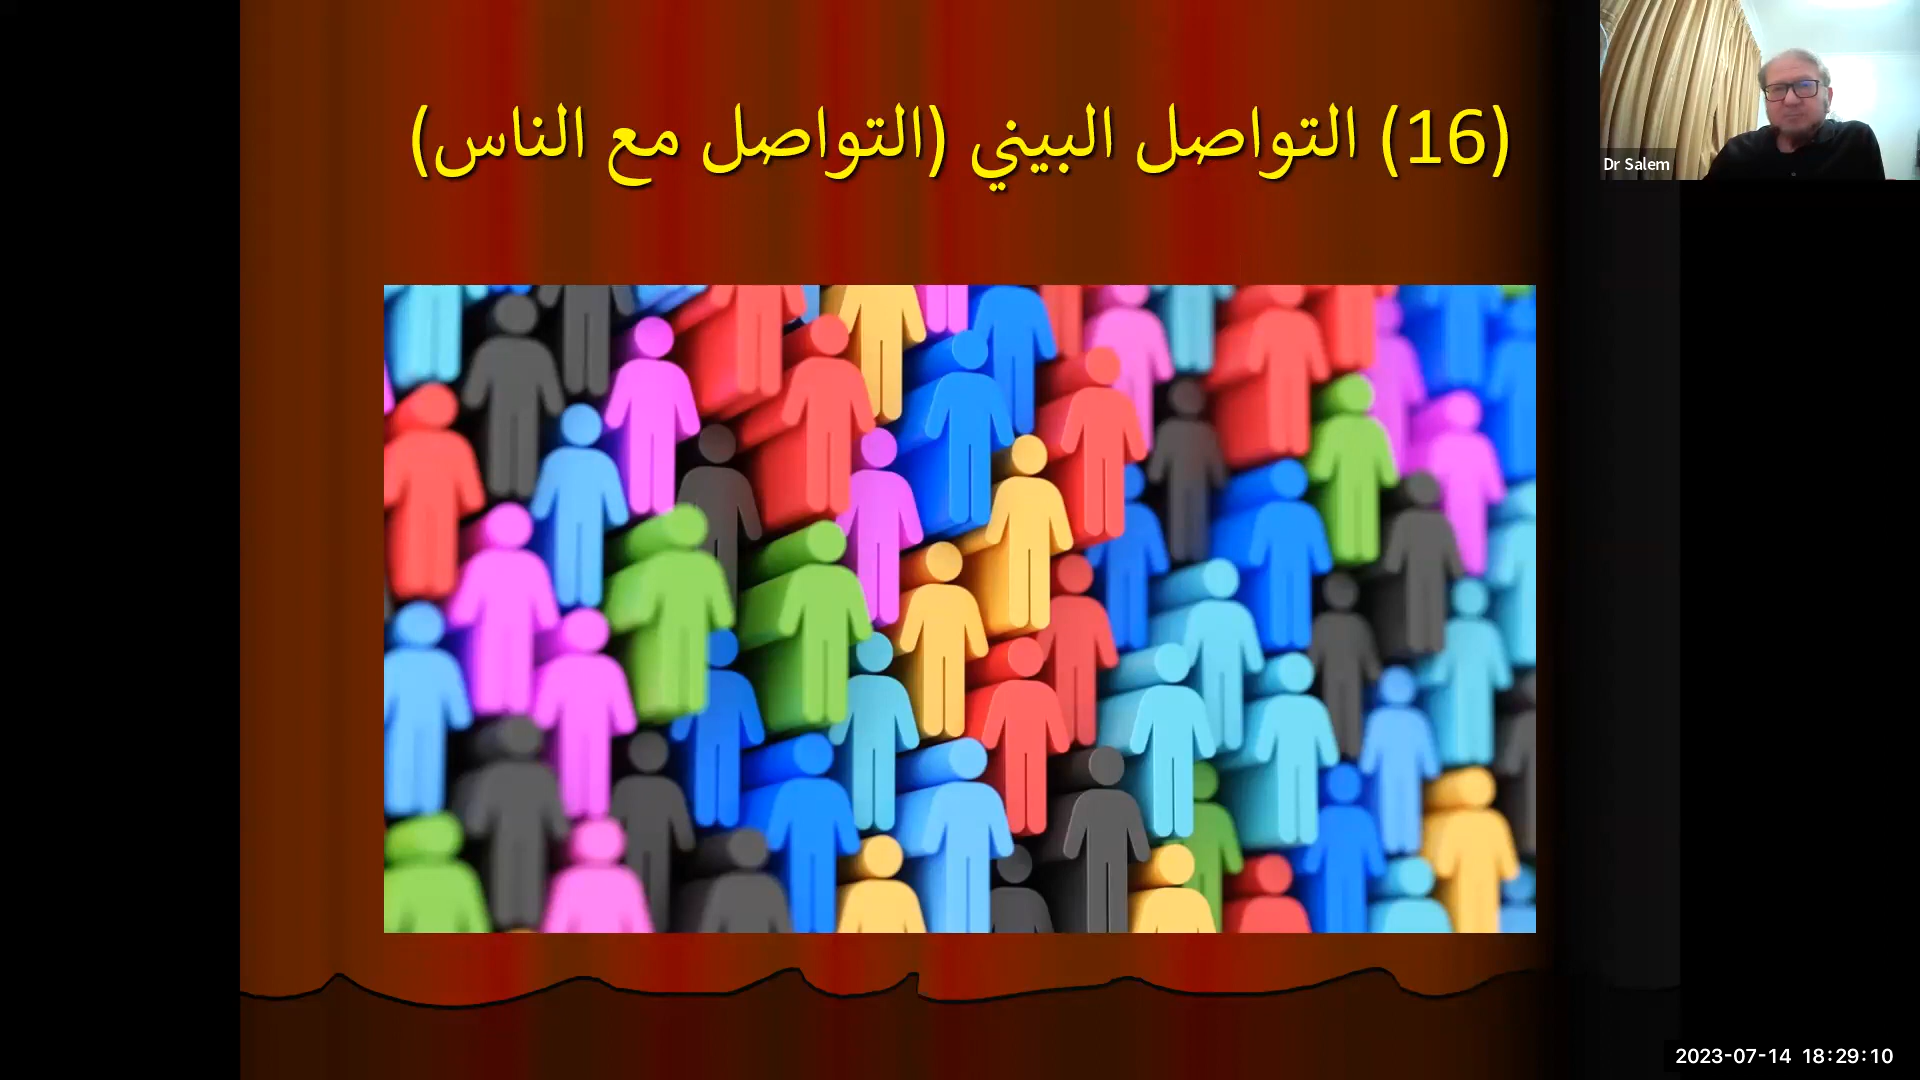 (16) التواصل البيني (التواصل مع الناس)
Dr Salem
2023-07-14 18:29:10